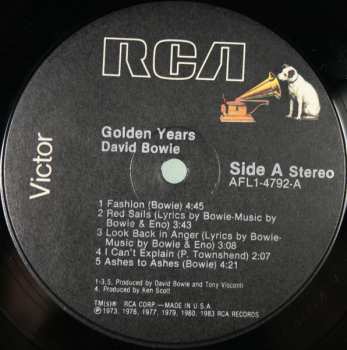 RCA
Victor
Golden Years
David Bowie
Side A Stereo
AFL1-4792-A
1 Fashion (Bowie) 4:45
2 Red Sails (Lyrics by Bowie-Music by
Bowie & Eno) 3:43
3 Look Back in Anger (Lyrics by Bowie-
Music by Bowie & Eno) 3:08
4 I Can't Explain (P. Townshend) 2:07
5 Ashes to Ashes (Bowie) 4:21
1-3,5, Produced by David Bowie and Tony Visconti
4, Produced by Ken Scott
TM(s)® RCA CORP.—MADE IN U.S.A.
℗1973, 1976, 1977, 1979, 1980, 1983 RCA RECORDS